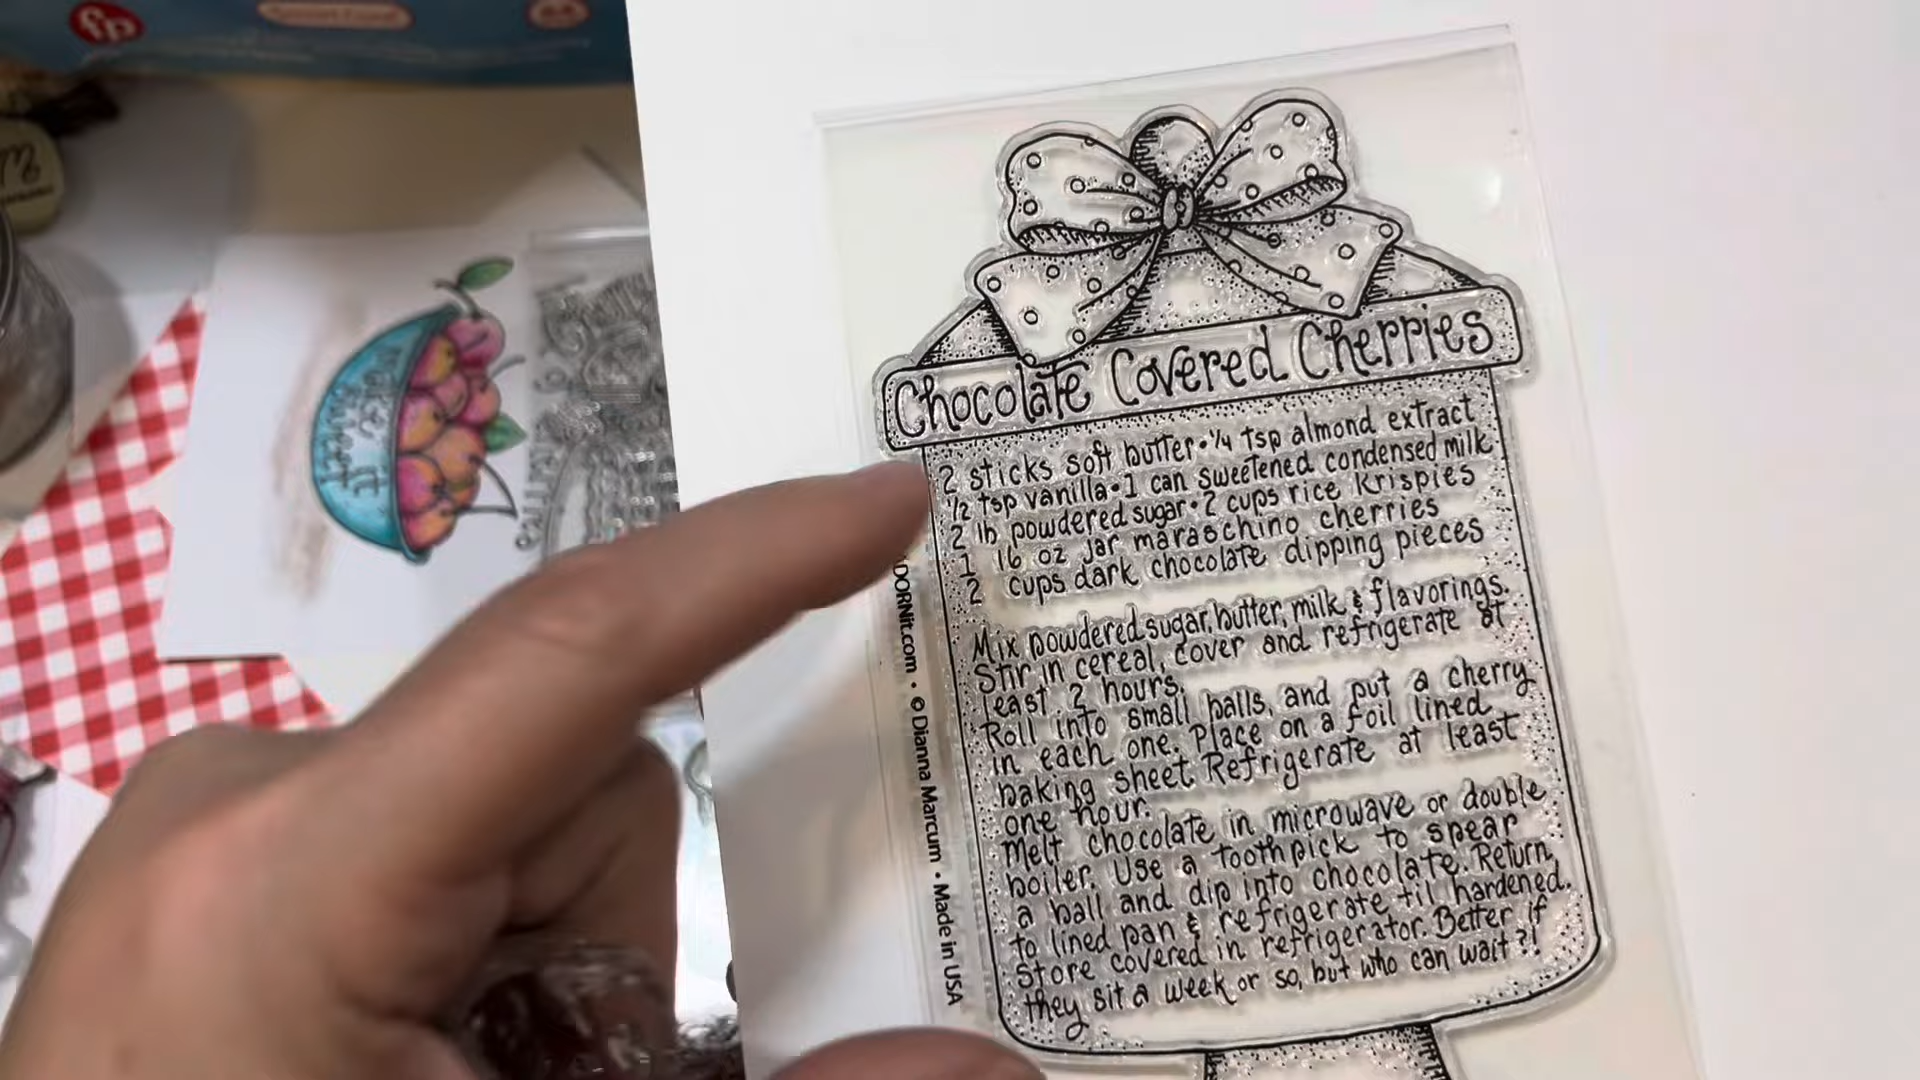 fp
Chocolate Covered Cherries
2 sticks soft butter • 1/4 tsp almond extract
1/2 tsp vanilla • 1 can sweetened condensed milk
2 lb powdered sugar • 2 cups rice krispies
1 16 oz jar maraschino cherries
2 cups dark chocolate dipping pieces
Mix powdered sugar, butter, milk & flavorings.
Stir in cereal, cover and refrigerate at
least 2 hours.
Roll into small balls, and put a cherry
in each one. Place on a foil lined
baking sheet. Refrigerate at least
one hour.
Melt chocolate in microwave or double
boiler. Use a toothpick to spear
a ball and dip into chocolate. Return
to lined pan & refrigerate til hardened.
Store covered in refrigerator. Better if
they sit a week or so, but who can wait?!
DORNit.com • © Dianna Marcum • Made in USA
make it
sweet